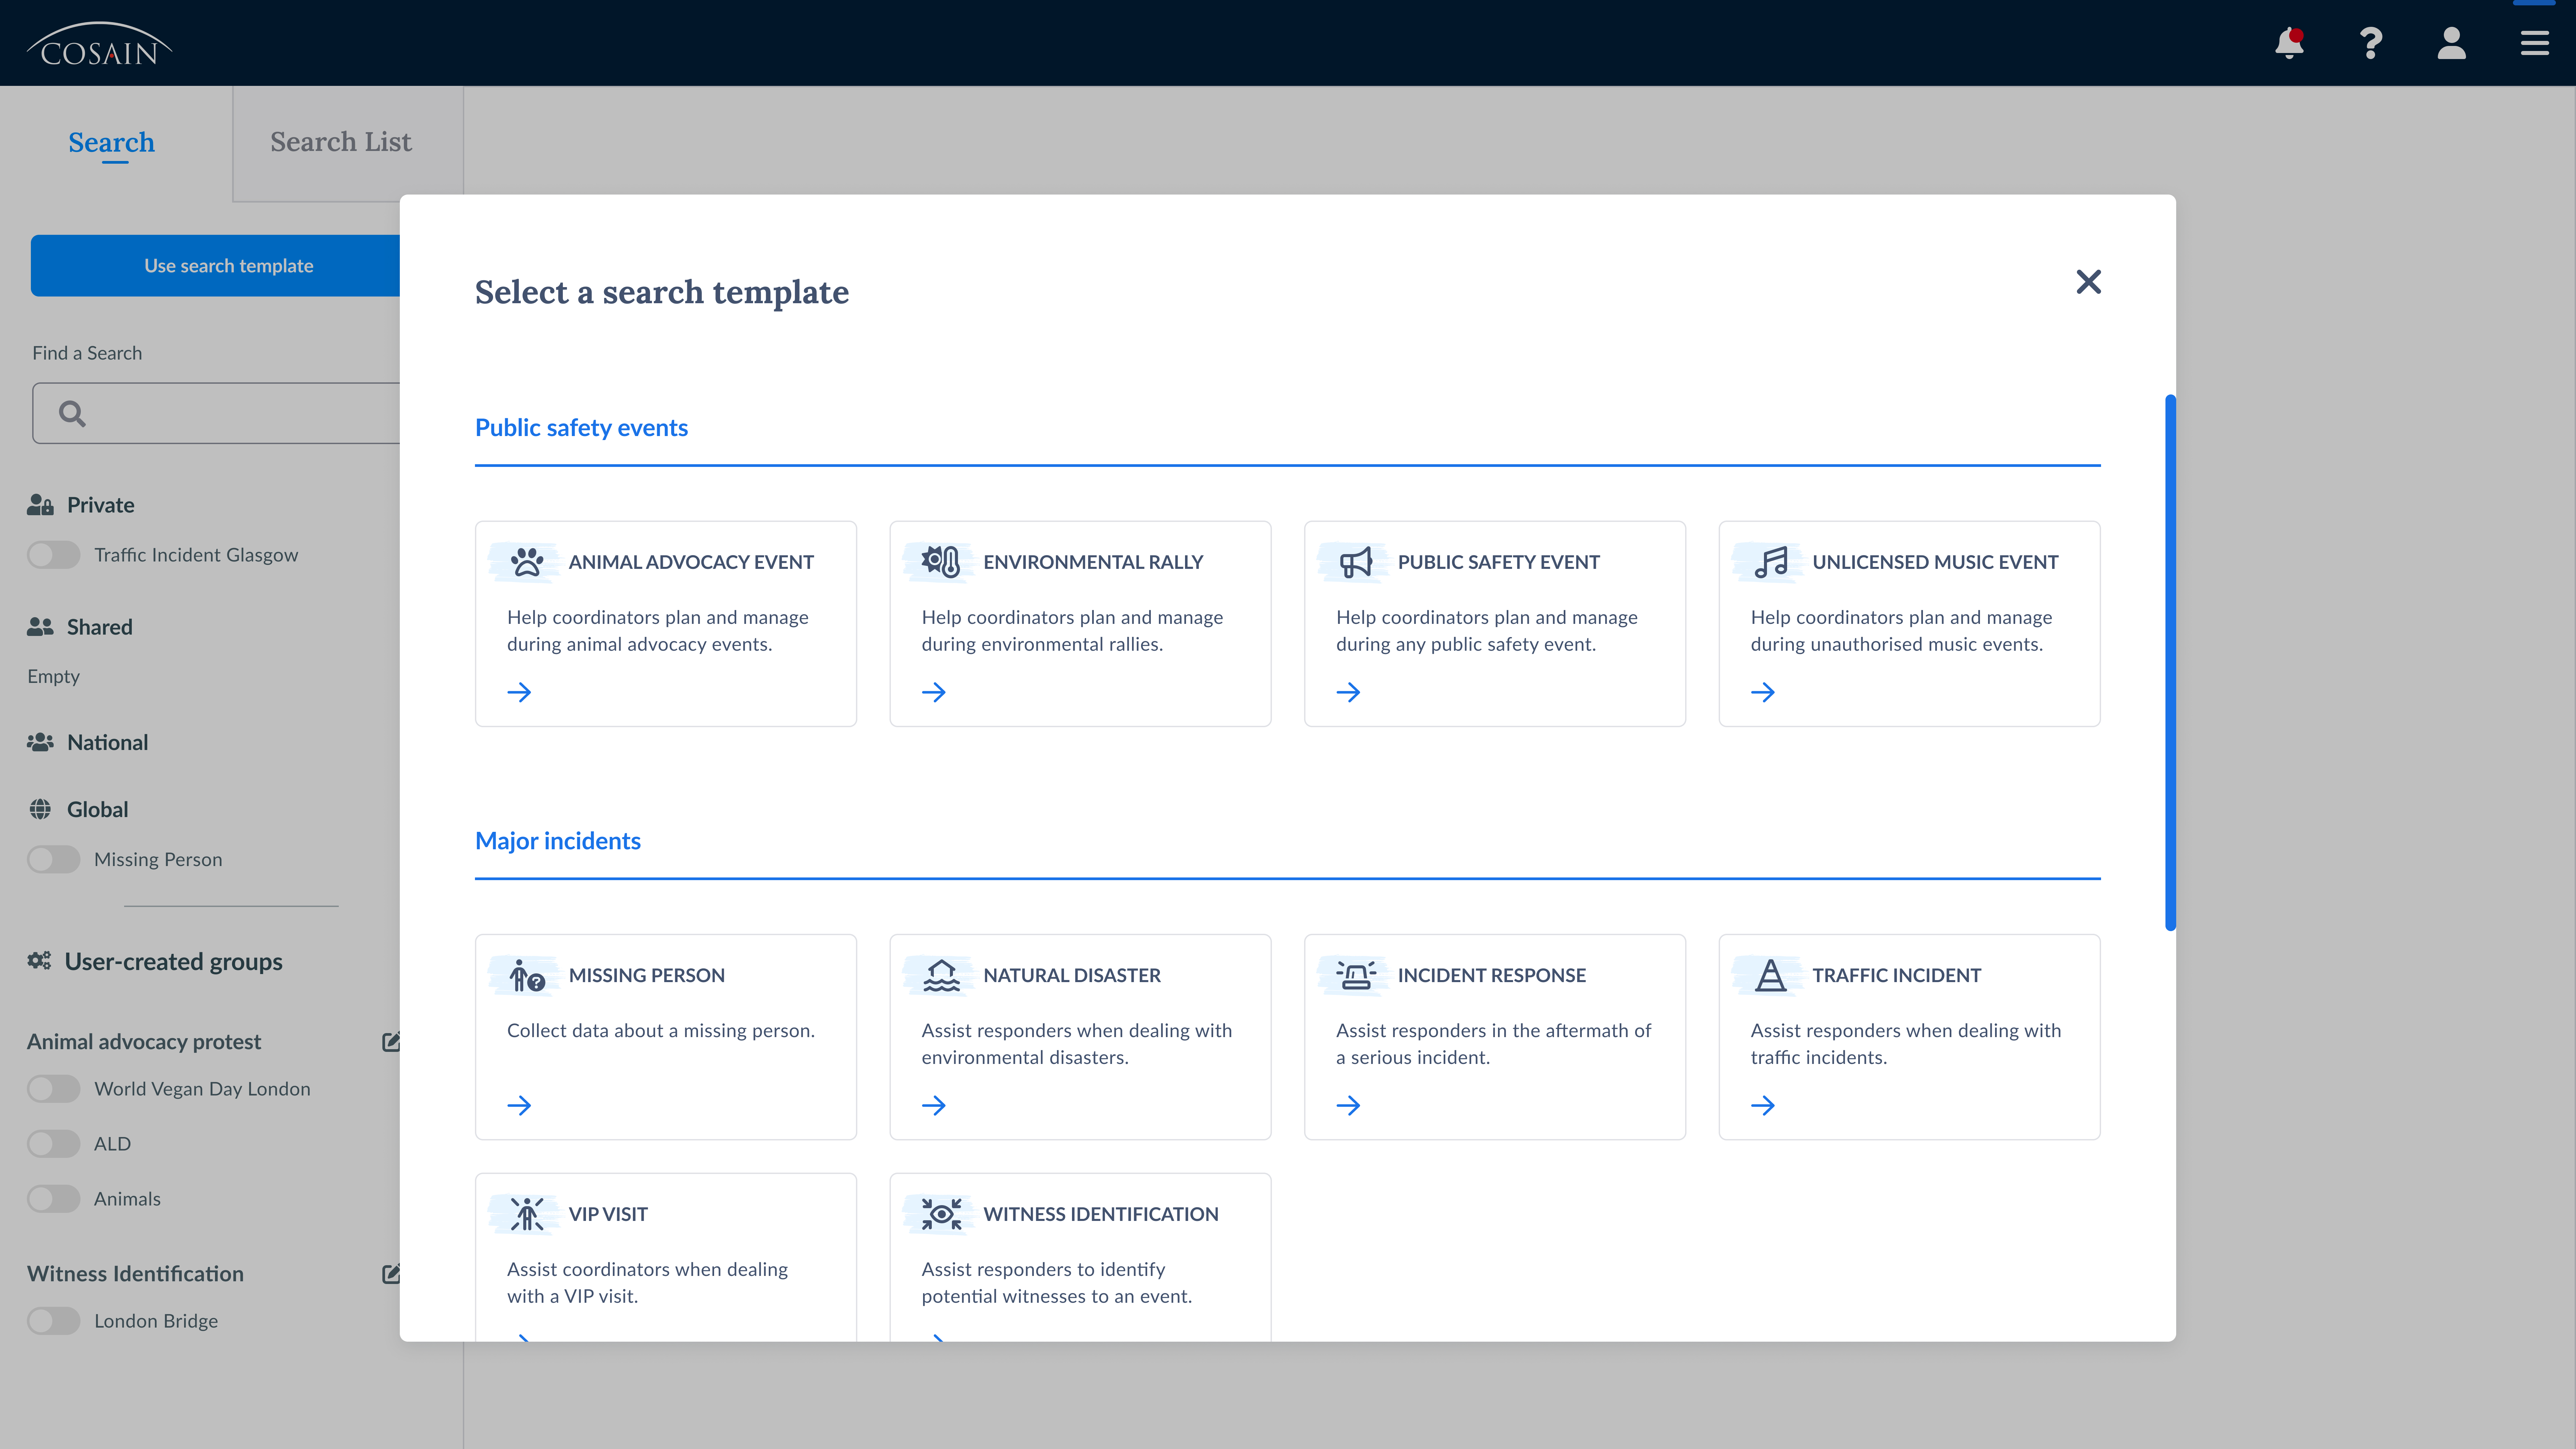 COSAIN
Search
Search List
Use search template
Find a Search
Private
Traffic Incident Glasgow
Shared
Empty
National
Global
Missing Person
User-created groups
Animal advocacy protest
World Vegan Day London
ALD
Animals
Witness Identification
London Bridge
Select a search template
Public safety events
ANIMAL ADVOCACY EVENT
Help coordinators plan and manage
during animal advocacy events.
ENVIRONMENTAL RALLY
Help coordinators plan and manage
during environmental rallies.
PUBLIC SAFETY EVENT
Help coordinators plan and manage
during any public safety event.
UNLICENSED MUSIC EVENT
Help coordinators plan and manage
during unauthorised music events.
Major incidents
MISSING PERSON
Collect data about a missing person.
NATURAL DISASTER
Assist responders when dealing with
environmental disasters.
INCIDENT RESPONSE
Assist responders in the aftermath of
a serious incident.
TRAFFIC INCIDENT
Assist responders when dealing with
traffic incidents.
VIP VISIT
Assist coordinators when dealing
with a VIP visit.
WITNESS IDENTIFICATION
Assist responders to identify
potential witnesses to an event.